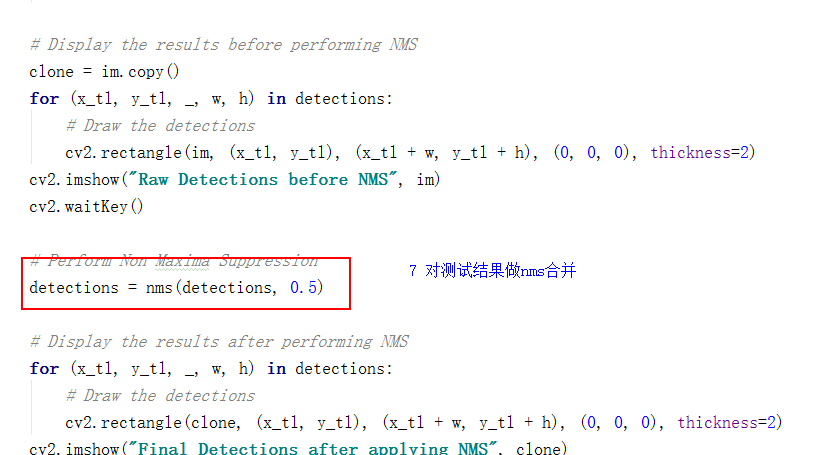 # Display the results before performing NMS
clone = im.copy()
for (x_tl, y_tl, _, w, h) in detections:
# Draw the detections
cv2.rectangle(im, (x_tl, y_tl), (x_tl + w, y_tl + h), (0, 0, 0), thickness=2)
cv2.imshow("Raw Detections before NMS", im)
cv2.waitKey()
# Perform Non Maxima Suppression
detections = nms(detections, 0.5)
7 对测试结果做nms合并
# Display the results after performing NMS
for (x_tl, y_tl, _, w, h) in detections:
# Draw the detections
cv2.rectangle(clone, (x_tl, y_tl), (x_tl + w, y_tl + h), (0, 0, 0), thickness=2)
cv2.imshow("Final Detections after applying NMS", clone)